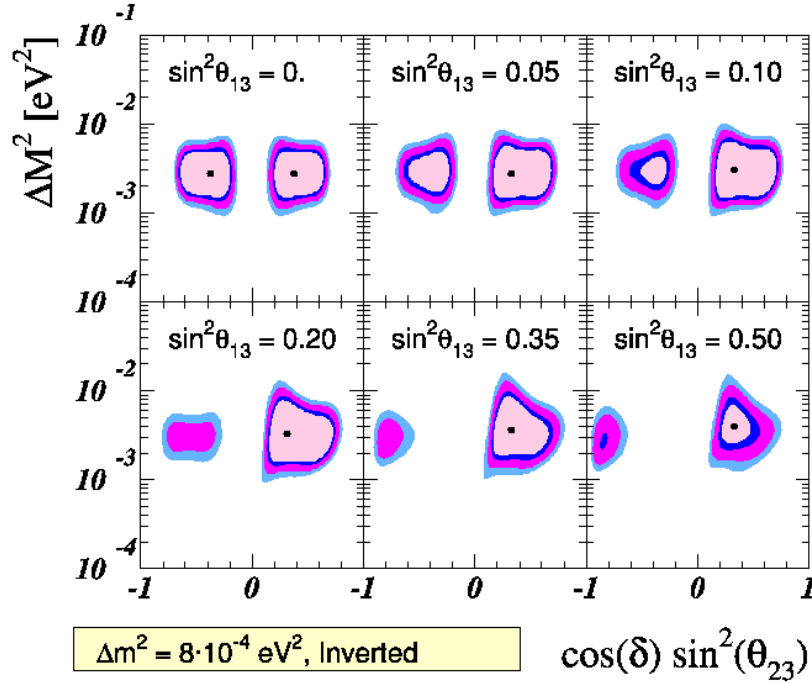 10⁻¹
ΔM² [eV²]
sin²θ₁₃ = 0.
sin²θ₁₃ = 0.05
sin²θ₁₃ = 0.10
10⁻²
10⁻³
10⁻⁴
sin²θ₁₃ = 0.20
sin²θ₁₃ = 0.35
sin²θ₁₃ = 0.50
10⁻²
10⁻³
10⁻⁴
-1 0 -1 0 -1 0 1
Δm² = 8·10⁻⁴ eV², Inverted
cos(δ) sin²(θ₂₃)